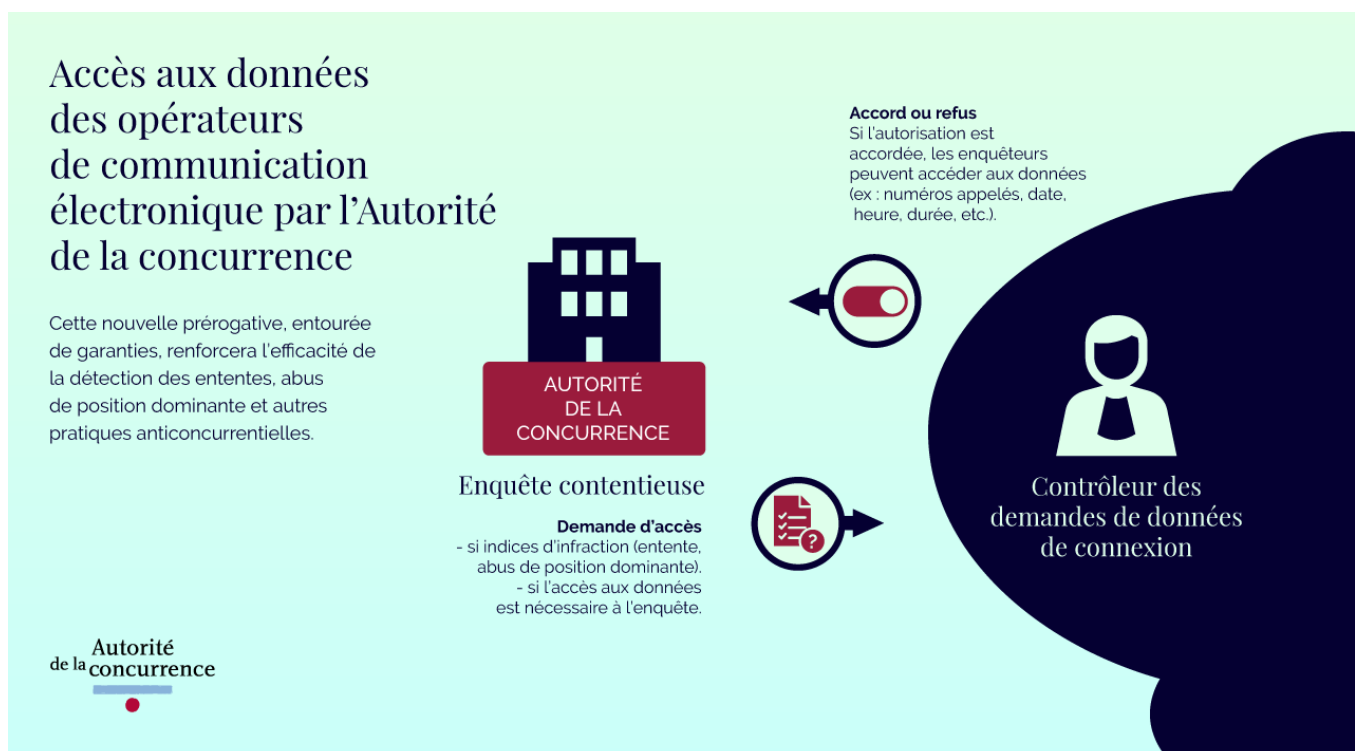 Accès aux données
des opérateurs
de communication
électronique par l'Autorité
de la concurrence
Cette nouvelle prérogative, entourée
de garanties, renforcera l'efficacité de
la détection des ententes, abus
de position dominante et autres
pratiques anticoncurrentielles.
AUTORITÉ
DE LA
CONCURRENCE
Enquête contentieuse
Demande d'accès
- si indices d'infraction (entente,
abus de position dominante).
- si l'accès aux données
est nécessaire à l'enquête.
?
Accord ou refus
Si l'autorisation est
accordée, les enquêteurs
peuvent accéder aux données
(ex : numéros appelés, date,
heure, durée, etc.).
Contrôleur des
demandes de données
de connexion
Autorité
de la concurrence